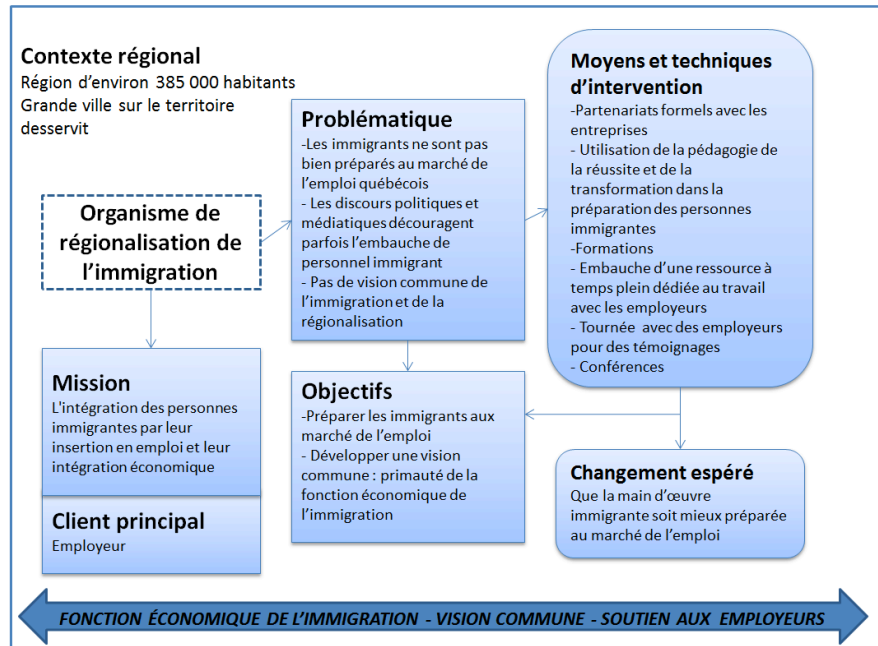 Contexte régional
Région d'environ 385 000 habitants
Grande ville sur le territoire
desservit
Organisme de
régionalisation de
l'immigration
Mission
L'intégration des personnes
immigrantes par leur
insertion en emploi et leur
intégration économique
Client principal
Employeur
Problématique
-Les immigrants ne sont pas
bien préparés au marché de
l'emploi québécois
- Les discours politiques et
médiatiques découragent
parfois l'embauche de
personnel immigrant
- Pas de vision commune de
l'immigration et de la
régionalisation
Objectifs
-Préparer les immigrants aux
marché de l'emploi
- Développer une vision
commune : primauté de la
fonction économique de
l'immigration
Moyens et techniques
d'intervention
-Partenariats formels avec les
entreprises
- Utilisation de la pédagogie de
la réussite et de la
transformation dans la
préparation des personnes
immigrantes
-Formations
- Embauche d'une ressource à
temps plein dédiée au travail
avec les employeurs
- Tournée avec des employeurs
pour des témoignages
- Conférences
Changement espéré
Que la main d'œuvre
immigrante soit mieux préparée
au marché de l'emploi
FONCTION ÉCONOMIQUE DE L'IMMIGRATION - VISION COMMUNE - SOUTIEN AUX EMPLOYEURS